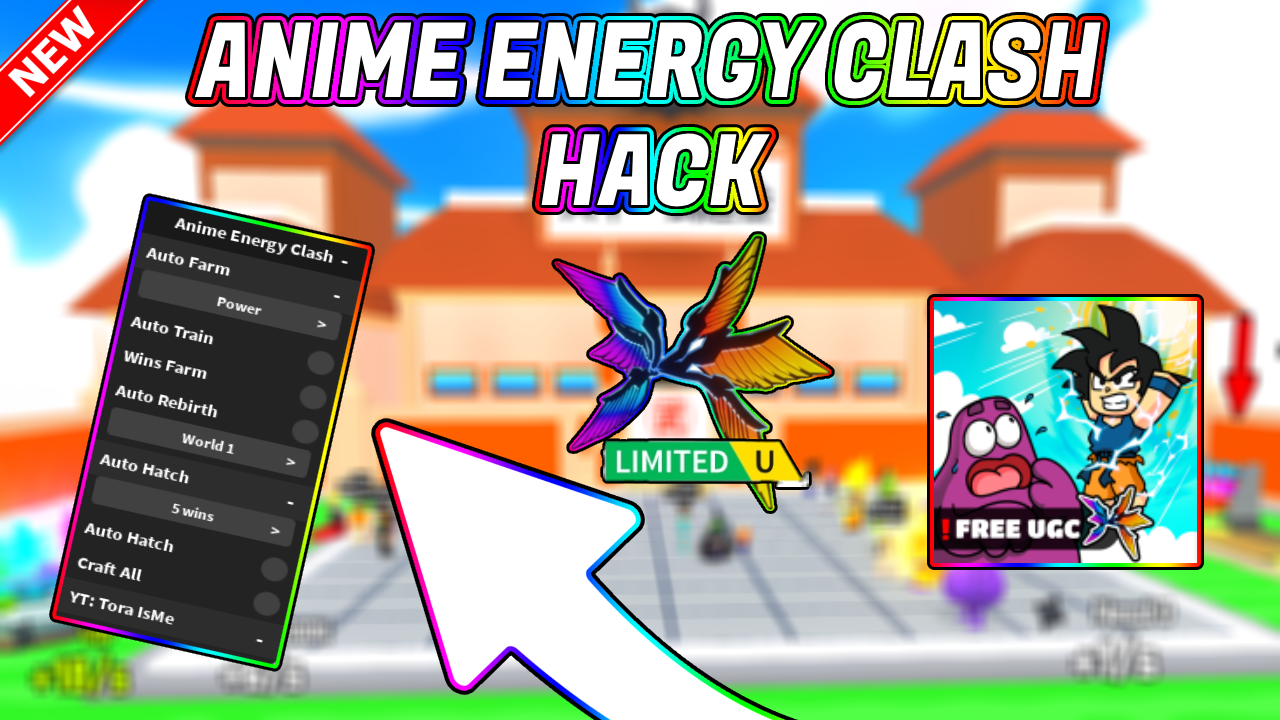 NEW
ANIME ENERGY CLASH
HACK
Anime Energy Clash -
Auto Farm -
Power >
Auto Train
Wins Farm
Auto Rebirth
World 1 >
Auto Hatch -
5 wins >
Auto Hatch
Craft All
YT: Tora IsMe -
LIMITED U
! FREE UGC